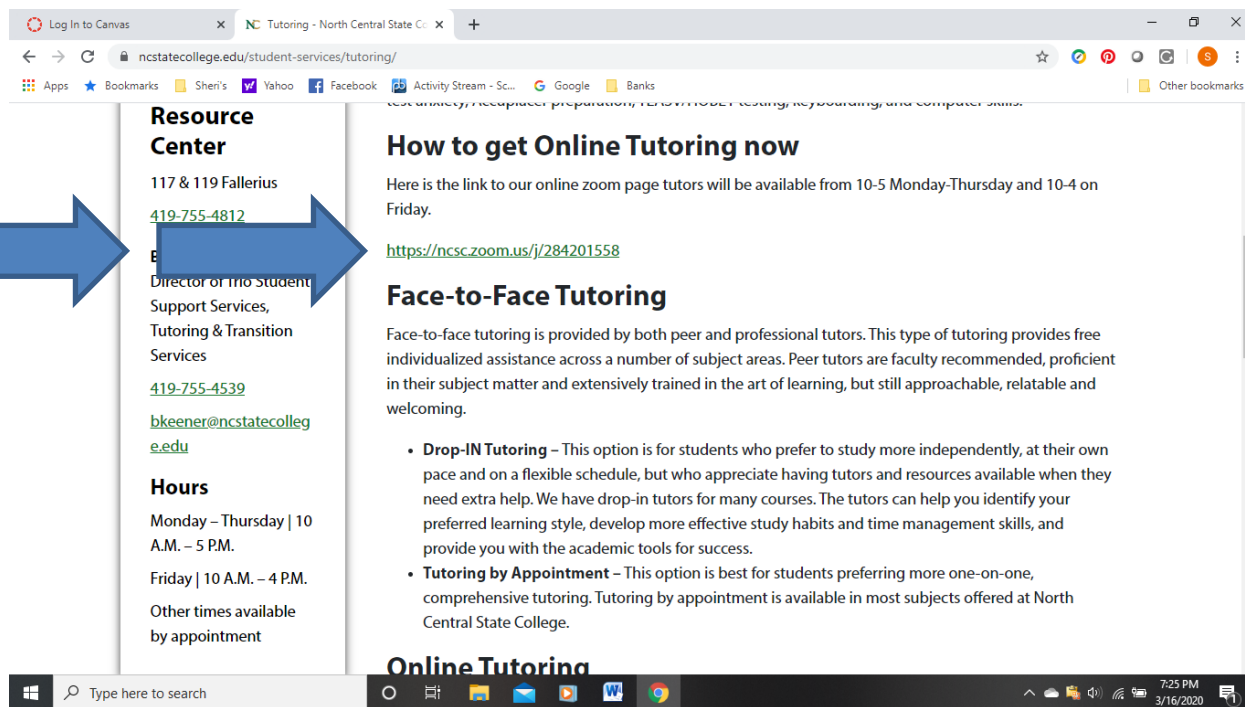 Log In to Canvas
NC Tutoring - North Central State Co
ncstatecollege.edu/student-services/tutoring/
S
Apps
Bookmarks
Sheri's
Yahoo
Facebook
Activity Stream - Sc...
Google
Banks
Other bookmarks
Resource
Center
117 & 119 Fallerius
419-755-4812
Director of Trio Student
Support Services,
Tutoring & Transition
Services
419-755-4539
bkeener@ncstatecolleg
e.edu
Hours
Monday – Thursday | 10
A.M. – 5 P.M.
Friday | 10 A.M. – 4 P.M.
Other times available
by appointment
test anxiety, Accuplacer preparation, keyboarding, and computer skills.
How to get Online Tutoring now
Here is the link to our online zoom page tutors will be available from 10-5 Monday-Thursday and 10-4 on
Friday.
https://ncsc.zoom.us/j/284201558
Face-to-Face Tutoring
Face-to-face tutoring is provided by both peer and professional tutors. This type of tutoring provides free
individualized assistance across a number of subject areas. Peer tutors are faculty recommended, proficient
in their subject matter and extensively trained in the art of learning, but still approachable, relatable and
welcoming.
• Drop-IN Tutoring – This option is for students who prefer to study more independently, at their own
pace and on a flexible schedule, but who appreciate having tutors and resources available when they
need extra help. We have drop-in tutors for many courses. The tutors can help you identify your
preferred learning style, develop more effective study habits and time management skills, and
provide you with the academic tools for success.
• Tutoring by Appointment – This option is best for students preferring more one-on-one,
comprehensive tutoring. Tutoring by appointment is available in most subjects offered at North
Central State College.
Online Tutoring
Type here to search
7:25 PM
3/16/2020